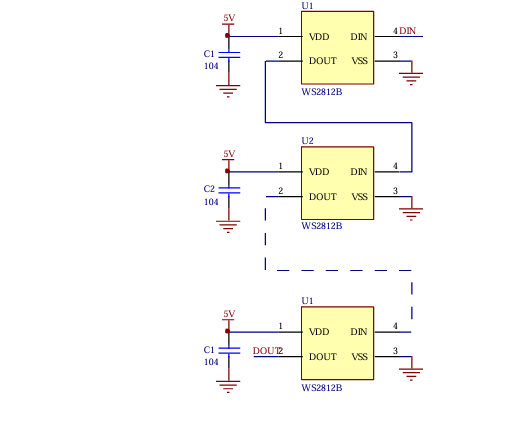 5V
U1
1
VDD
DIN
4
DIN
C1
104
2
DOUT
VSS
3
WS2812B
5V
U2
1
VDD
DIN
4
C2
104
2
DOUT
VSS
3
WS2812B
5V
U1
1
VDD
DIN
4
C1
104
DOUT
2
DOUT
VSS
3
WS2812B